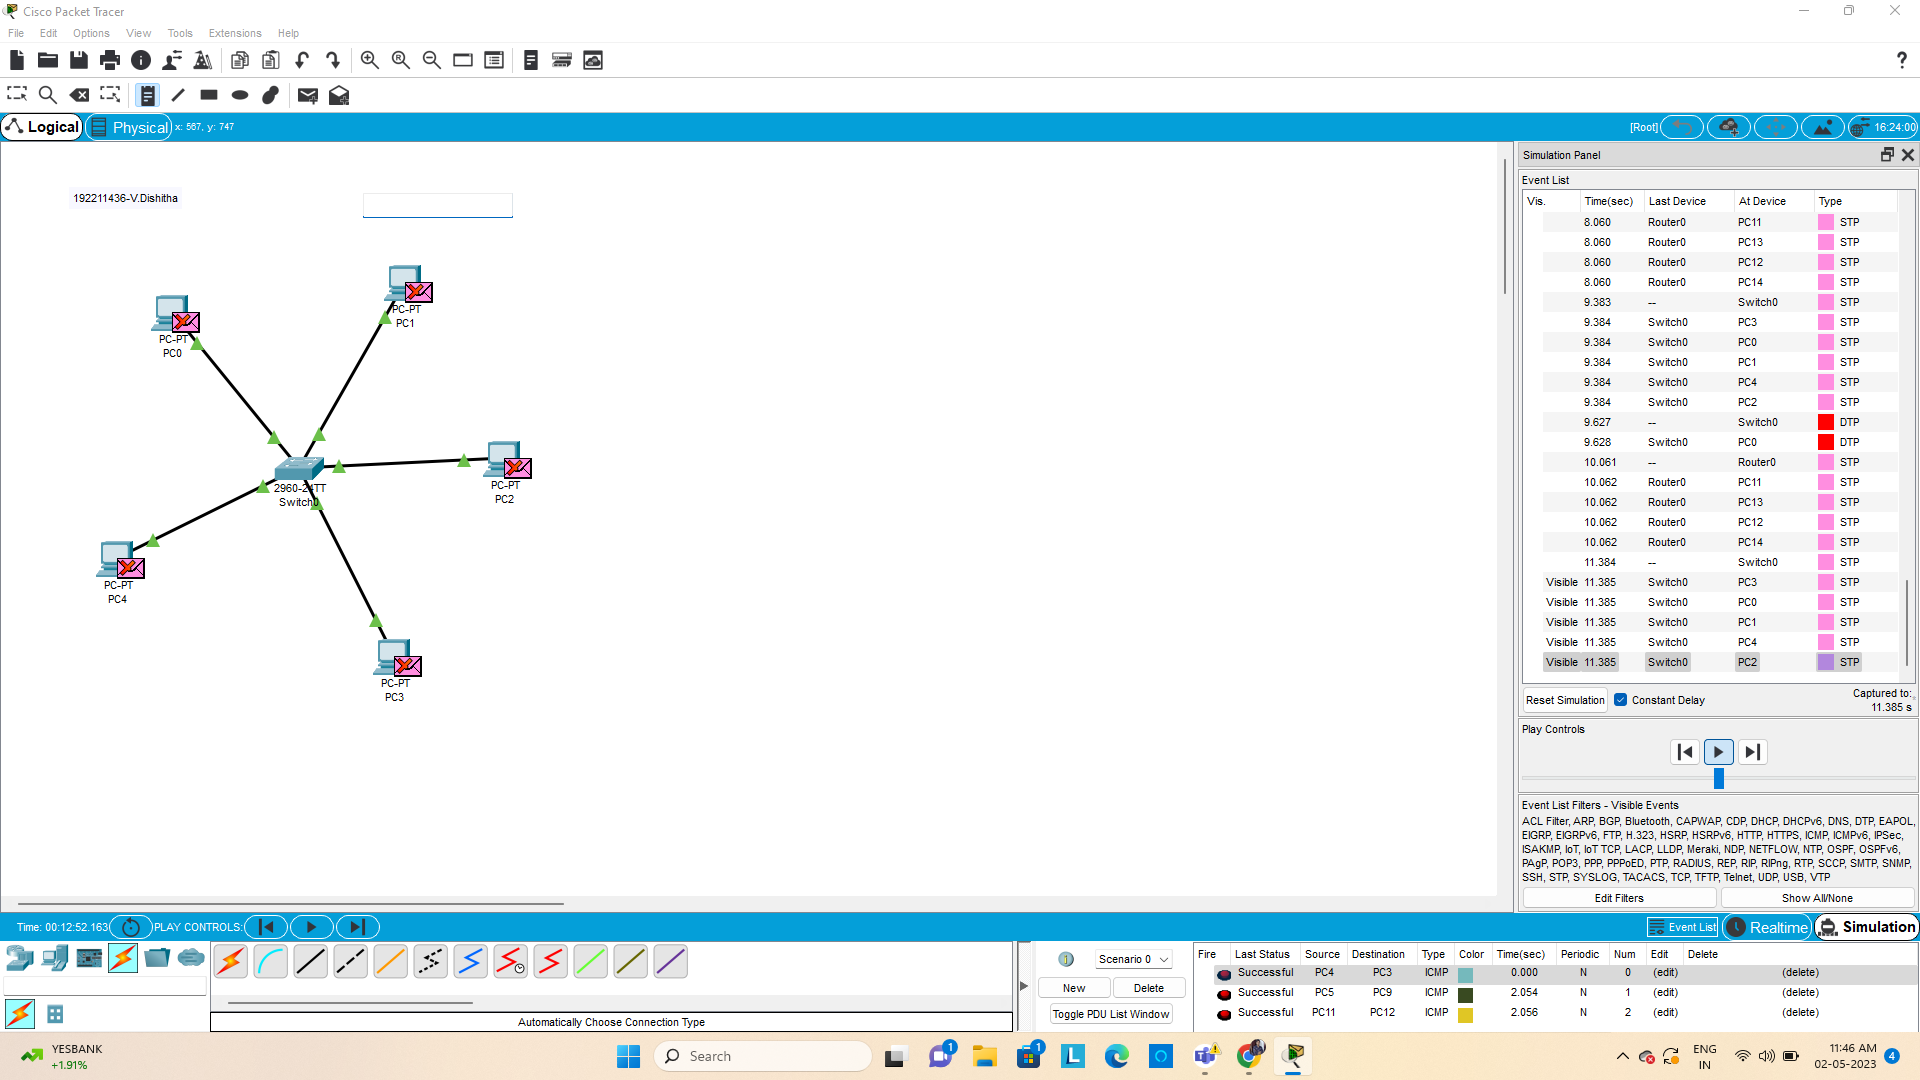 Cisco Packet Tracer
File Edit Options View Tools Extensions Help
Logical Physical x: 567, y: 747 [Root] 16:24:00
192211436-V.Dishitha
PC-PT
PC1
PC-PT
PC0
PC-PT
PC2
2960-24TT
Switch0
PC-PT
PC4
PC-PT
PC3
Simulation Panel
Event List
Vis. Time(sec) Last Device At Device Type
8.060 Router0 PC11 STP
8.060 Router0 PC13 STP
8.060 Router0 PC12 STP
8.060 Router0 PC14 STP
9.383 -- Switch0 STP
9.384 Switch0 PC3 STP
9.384 Switch0 PC0 STP
9.384 Switch0 PC1 STP
9.384 Switch0 PC4 STP
9.384 Switch0 PC2 STP
9.627 -- Switch0 DTP
9.628 Switch0 PC0 DTP
10.061 -- Router0 STP
10.062 Router0 PC11 STP
10.062 Router0 PC13 STP
10.062 Router0 PC12 STP
10.062 Router0 PC14 STP
11.384 -- Switch0 STP
Visible 11.385 Switch0 PC3 STP
Visible 11.385 Switch0 PC0 STP
Visible 11.385 Switch0 PC1 STP
Visible 11.385 Switch0 PC4 STP
Visible 11.385 Switch0 PC2 STP
Reset Simulation Constant Delay Captured to:
11.385 s
Play Controls
Event List Filters - Visible Events
ACL Filter, ARP, BGP, Bluetooth, CAPWAP, CDP, DHCP, DHCPv6, DNS, DTP, EAPOL,
EIGRP, EIGRPv6, FTP, H.323, HSRP, HSRPv6, HTTP, HTTPS, ICMP, ICMPv6, IPSec,
ISAKMP, IoT, IoT TCP, LACP, LLDP, Meraki, NDP, NETFLOW, NTP, OSPF, OSPFv6,
PAgP, POP3, PPP, PPPoED, PTP, RADIUS, REP, RIP, RIPng, RTP, SCCP, SMTP, SNMP,
SSH, STP, SYSLOG, TACACS, TCP, TFTP, Telnet, UDP, USB, VTP
Edit Filters Show All/None
Time: 00:12:52.163 PLAY CONTROLS: Event List Realtime Simulation
Automatically Choose Connection Type
Scenario 0
New Delete
Toggle PDU List Window
Fire Last Status Source Destination Type Color Time(sec) Periodic Num Edit Delete
Successful PC4 PC3 ICMP 0.000 N 0 (edit) (delete)
Successful PC5 PC9 ICMP 2.054 N 1 (edit) (delete)
Successful PC11 PC12 ICMP 2.056 N 2 (edit) (delete)
YESBANK
+1.91%
Search
1
1
ENG
IN
11:46 AM
02-05-2023
4